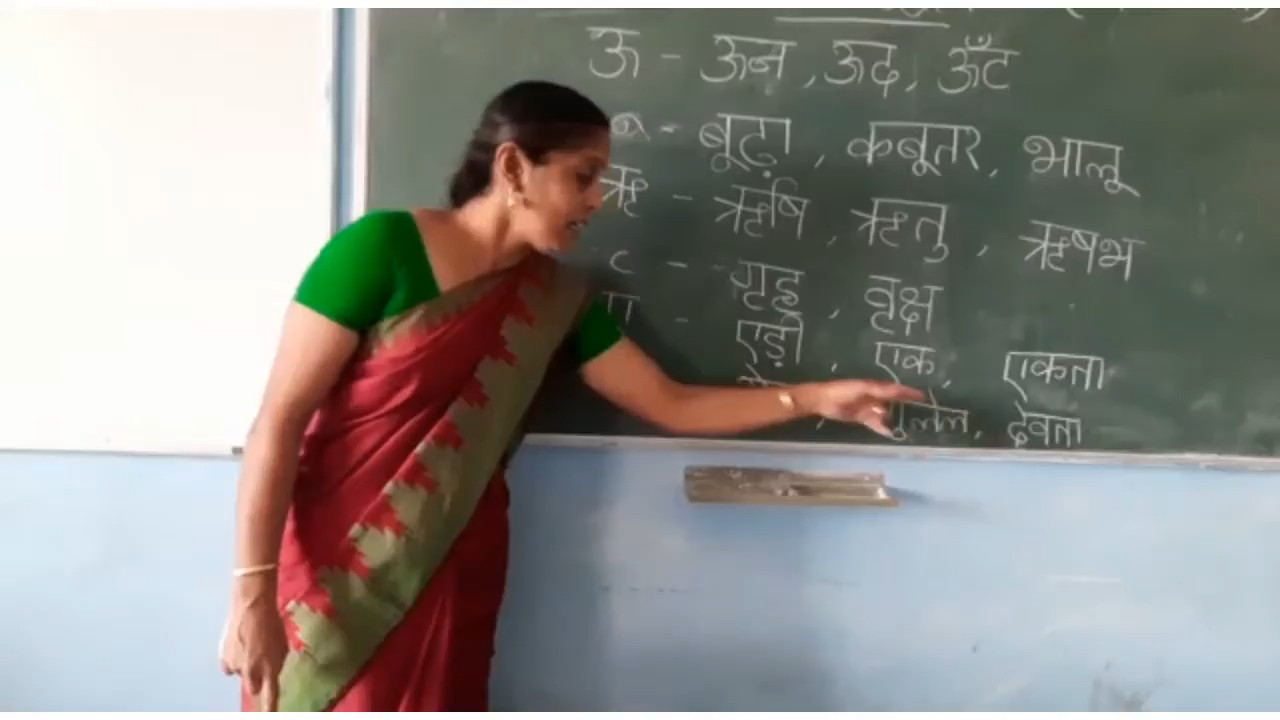 ऊ - ऊन, ऊद, ऊँट
ू - बूढ़ा, कबूतर, भालू
ऋ - ऋषि, ऋतु, ऋषभ
ृ - गृह, वृक्ष
ए - एड़ी, एक, एकता
गुलेल, देवता